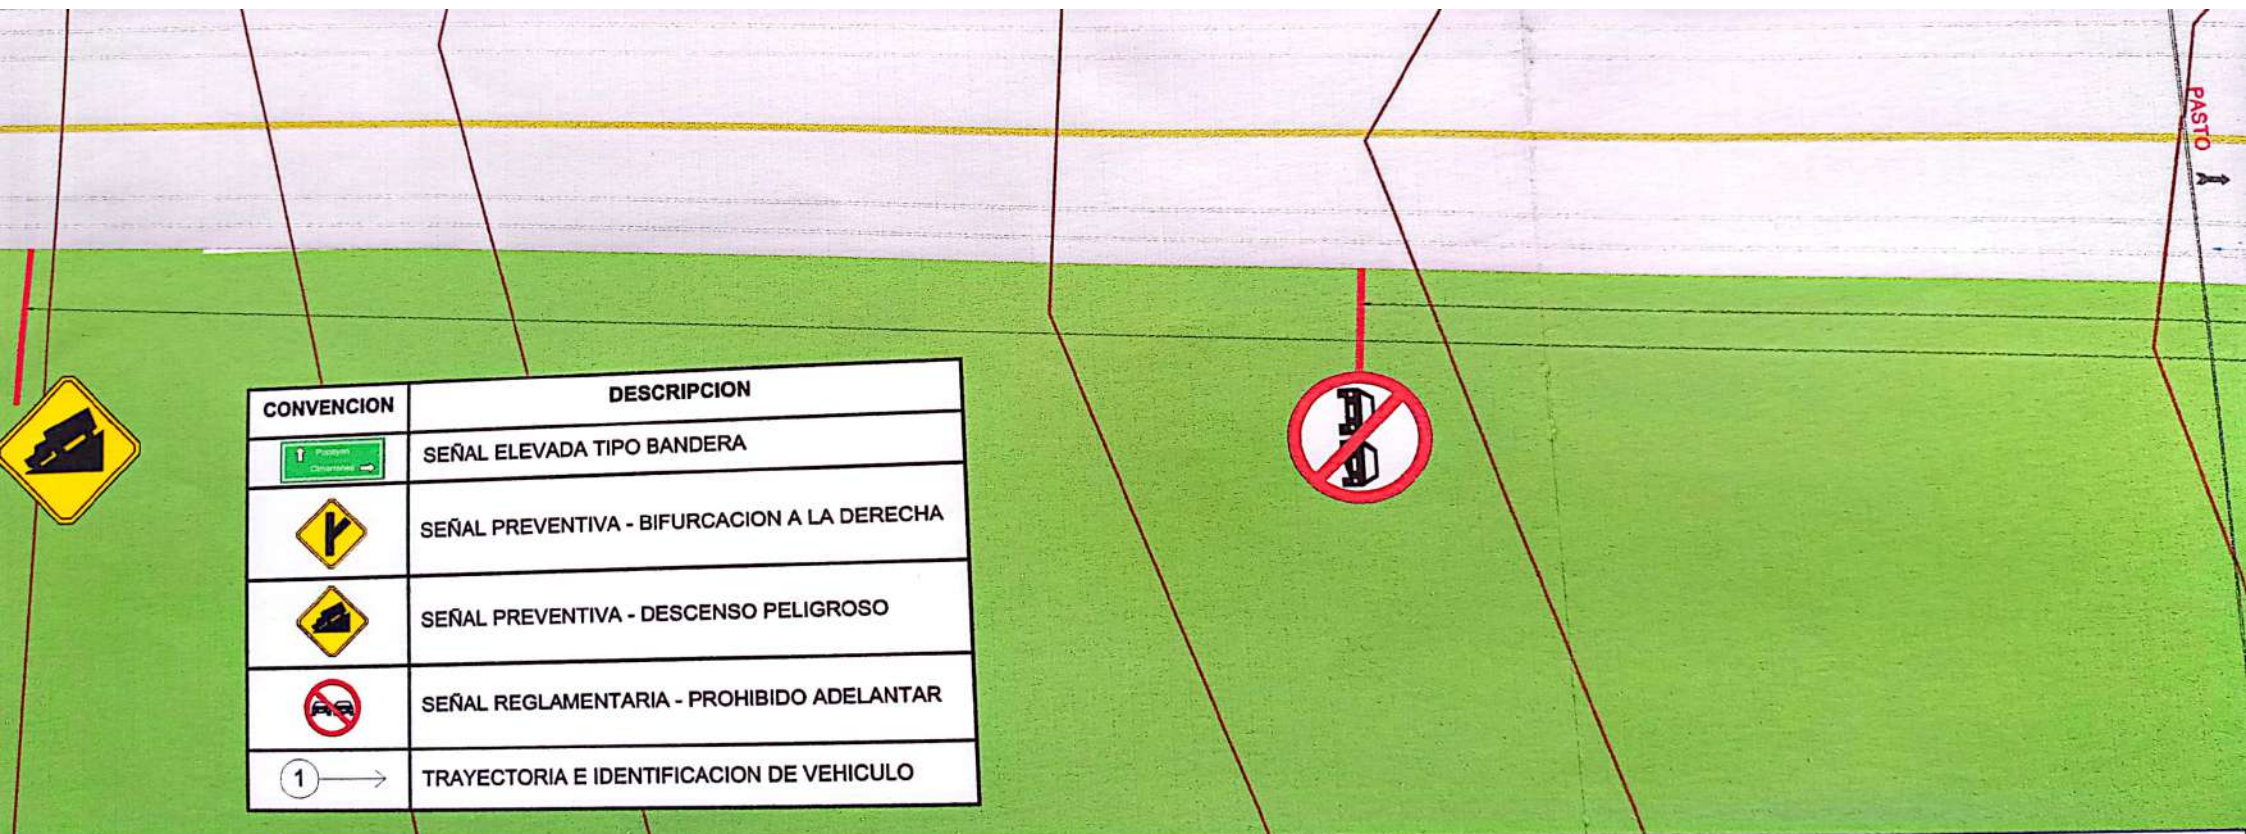 PASTO
CONVENCION
DESCRIPCION
Popayan
SEÑAL ELEVADA TIPO BANDERA
SEÑAL PREVENTIVA - BIFURCACION A LA DERECHA
SEÑAL PREVENTIVA - DESCENSO PELIGROSO
SEÑAL REGLAMENTARIA - PROHIBIDO ADELANTAR
1
TRAYECTORIA E IDENTIFICACION DE VEHICULO